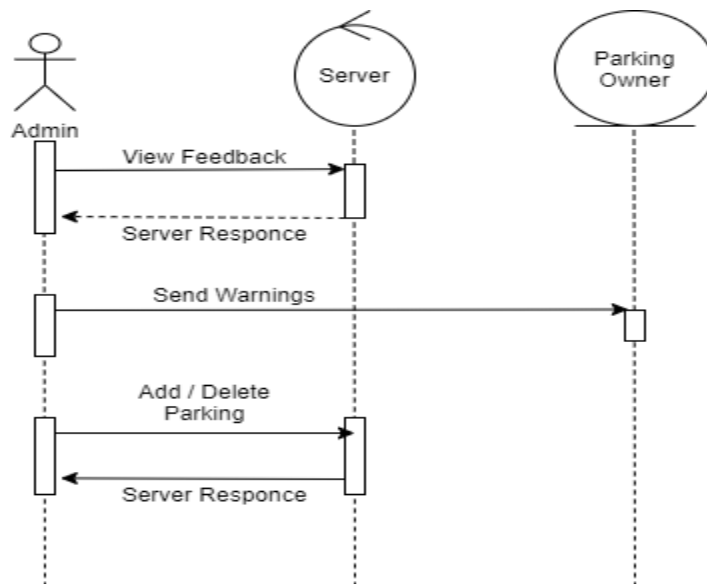 Server
Parking
Owner
Admin
View Feedback
Server Responce
Send Warnings
Add / Delete
Parking
Server Responce